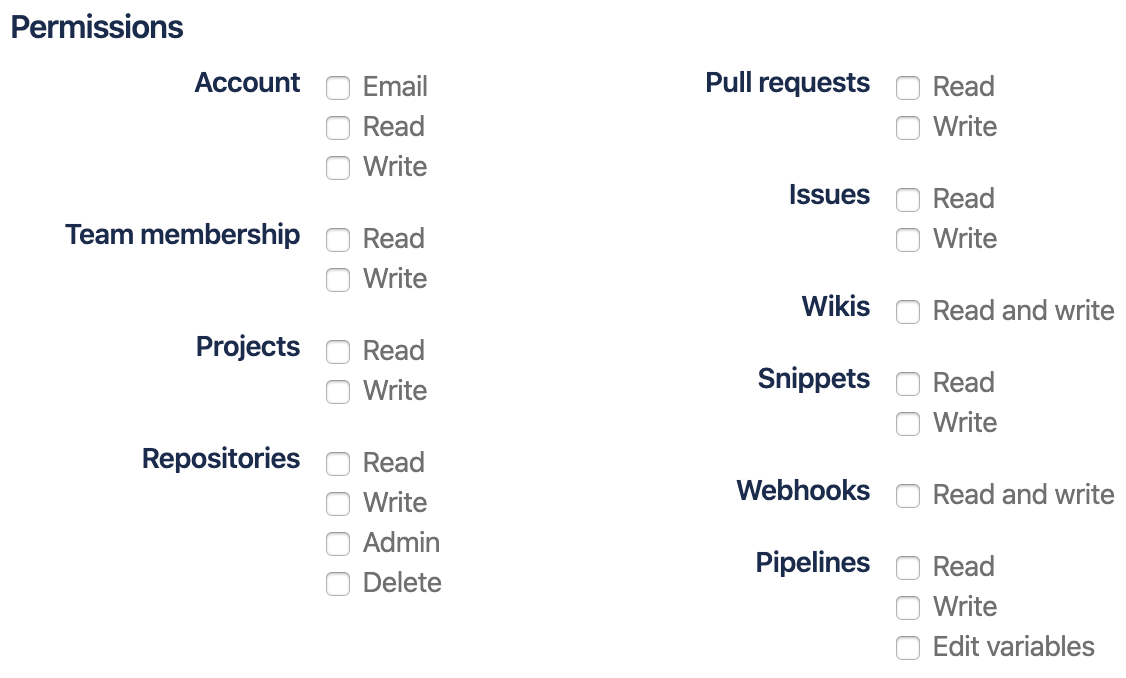 Permissions
Account Email
Read
Write
Team membership Read
Write
Projects Read
Write
Repositories Read
Write
Admin
Delete
Pull requests Read
Write
Issues Read
Write
Wikis Read and write
Snippets Read
Write
Webhooks Read and write
Pipelines Read
Write
Edit variables